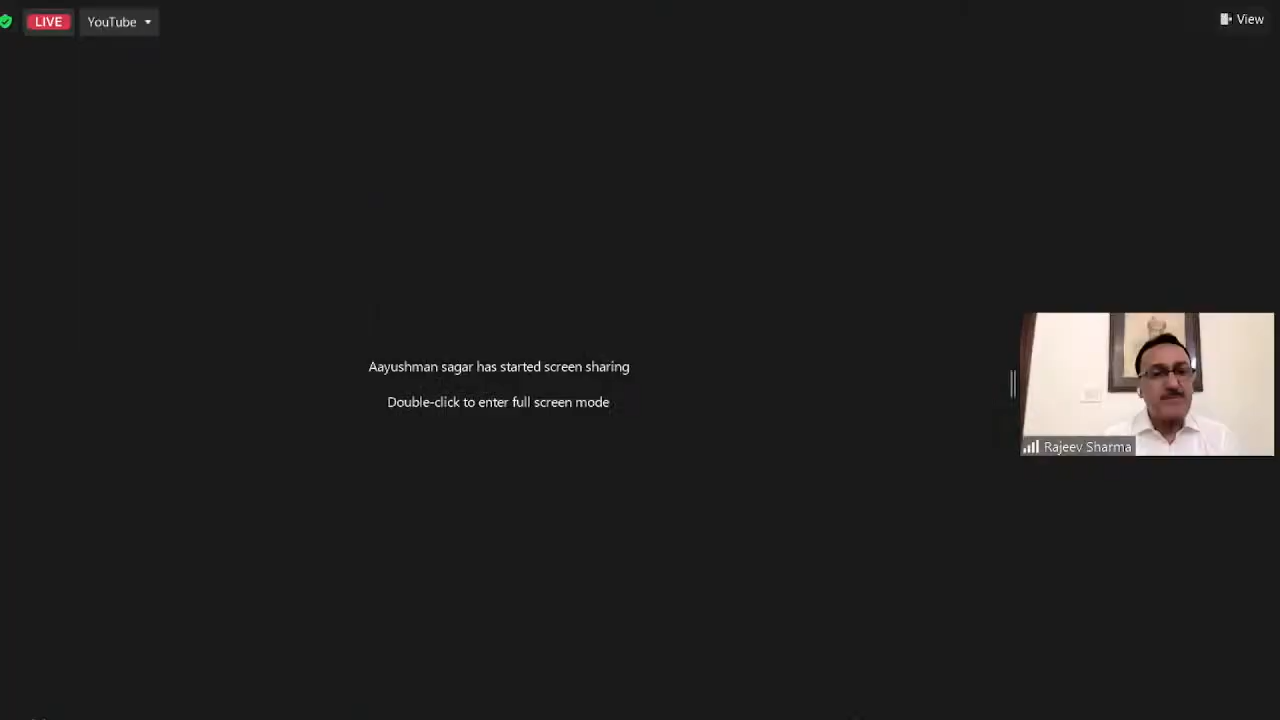 LIVE
YouTube
View
Aayushman sagar has started screen sharing
Double-click to enter full screen mode
Rajeev Sharma